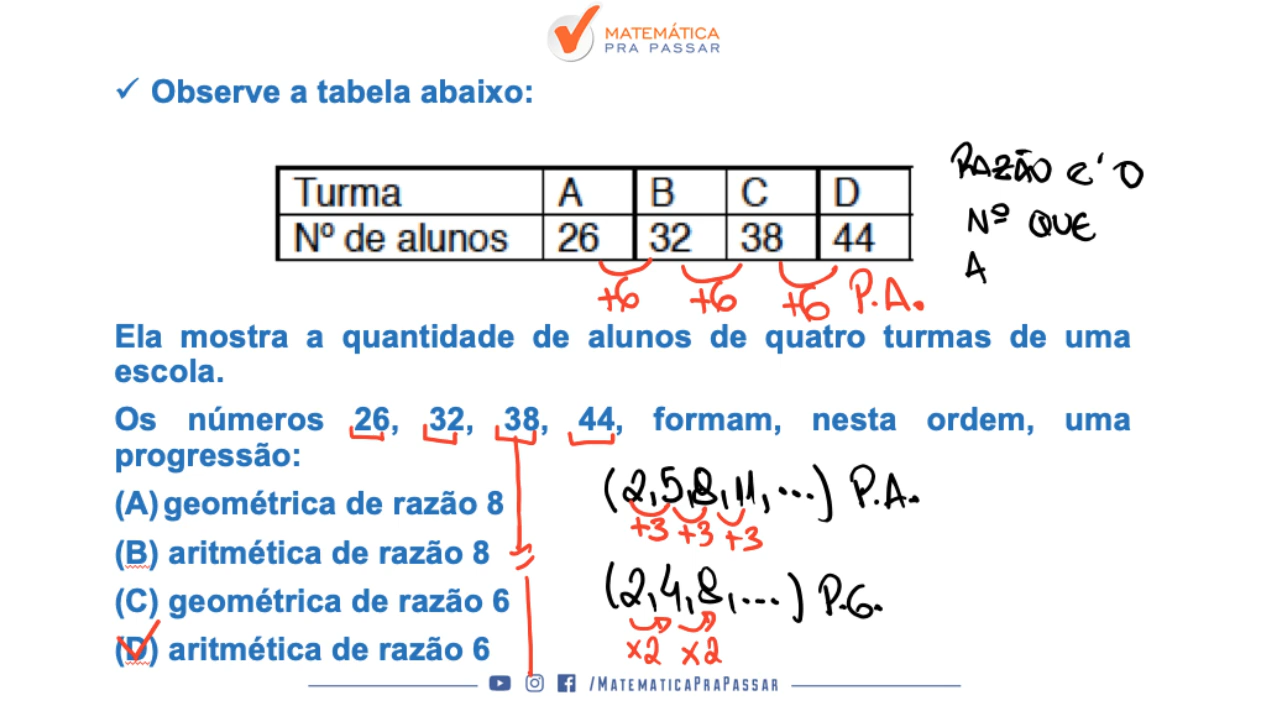 MATEMÁTICA
PRA PASSAR
✓ Observe a tabela abaixo:
Turma A B C D
Nº de alunos 26 32 38 44
RAZÃO É O
Nº QUE
A
+6 +6 +6 P.A.
Ela mostra a quantidade de alunos de quatro turmas de uma
escola.
Os números 26, 32, 38, 44, formam, nesta ordem, uma
progressão:
(A) geométrica de razão 8
(B) aritmética de razão 8
(C) geométrica de razão 6
(D) aritmética de razão 6
(2,5,8,11,...) P.A.
+3 +3 +3
(2,4,8,...) P.G.
x2 x2
/MATEMATICAPRAPASSAR